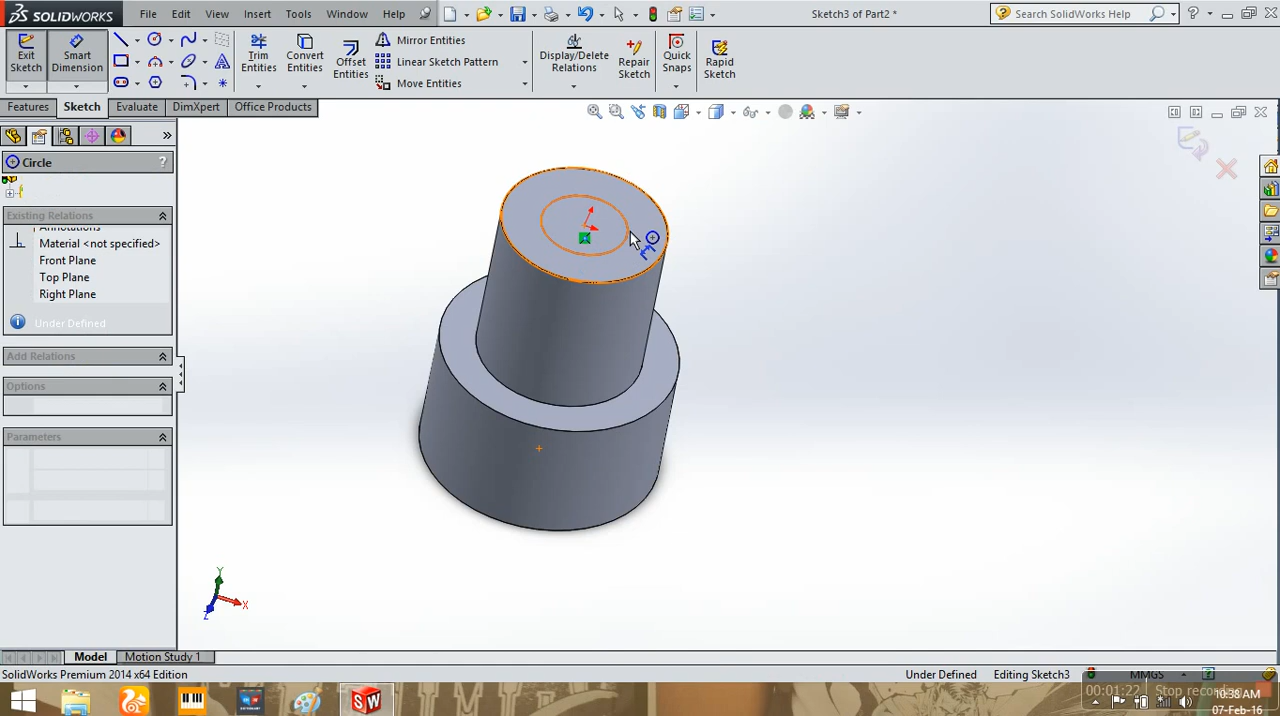 SOLIDWORKS File Edit View Insert Tools Window Help Sketch3 of Part2 * Search SolidWorks Help
Exit Sketch
Smart Dimension
Trim Entities
Convert Entities
Offset Entities
Mirror Entities
Linear Sketch Pattern
Move Entities
Display/Delete Relations
Repair Sketch
Quick Snaps
Rapid Sketch
Features Sketch Evaluate DimXpert Office Products
Circle ?
Existing Relations
Annotations
Material <not specified>
Front Plane
Top Plane
Right Plane
Under Defined
Add Relations
Options
Parameters
Y
X
Z
Model Motion Study 1
SolidWorks Premium 2014 x64 Edition Under Defined Editing Sketch3 MMGS
00:01:22 Stop recording
10:38 AM
07-Feb-16